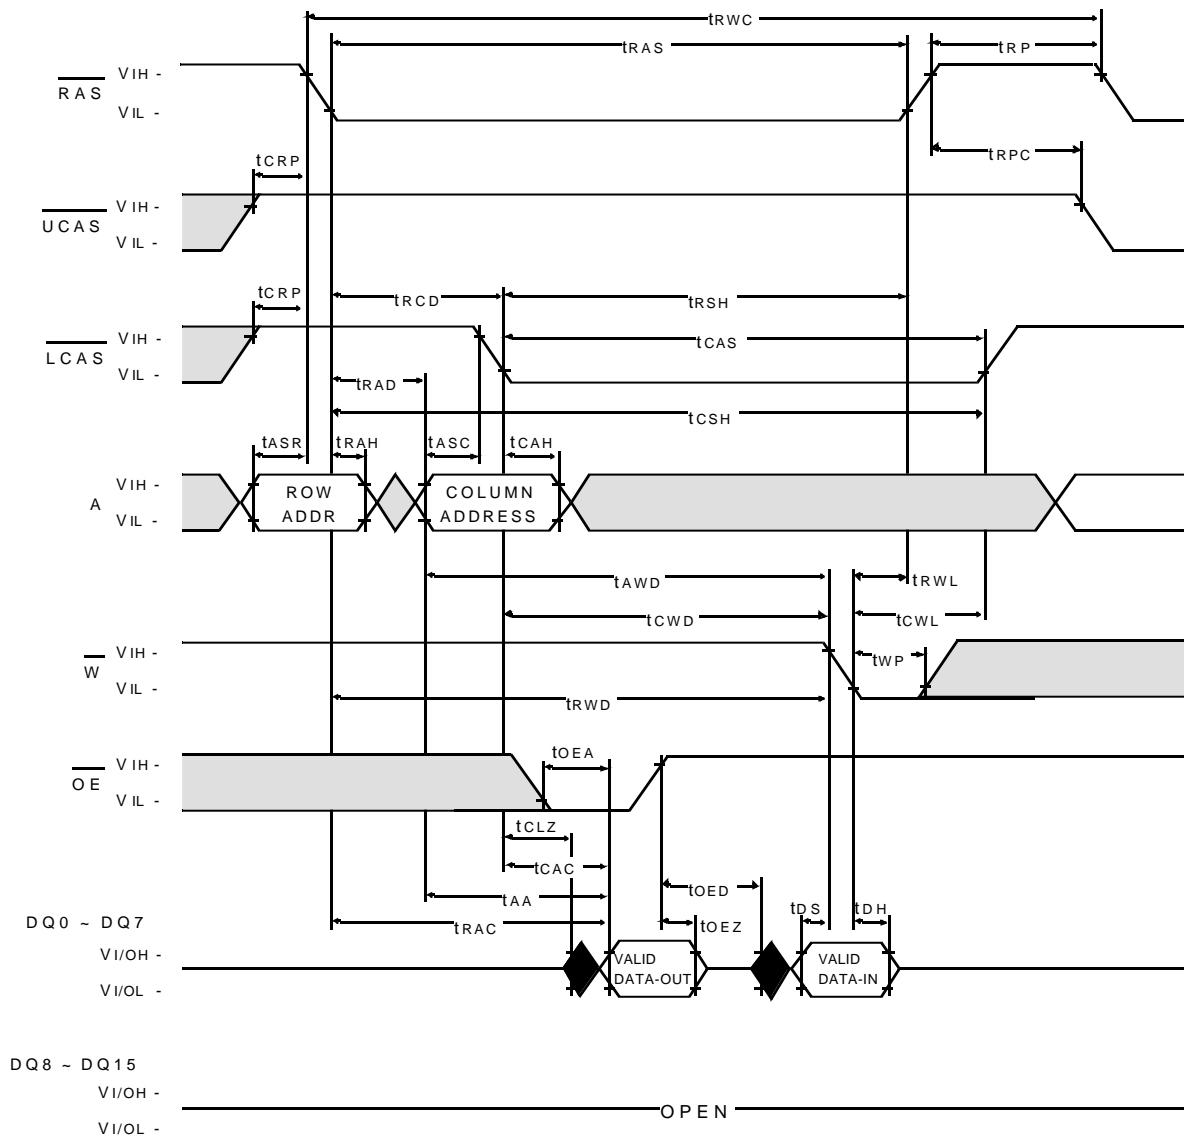 tRWC
tRAS
tRP
RAS
VIH -
VIL -
tRPC
tCRP
UCAS
VIH -
VIL -
tCRP
tRCD
tRSH
LCAS
VIH -
VIL -
tCAS
tRAD
tCSH
tASR
tRAH
tASC
tCAH
A
VIH -
VIL -
ROW
ADDR
COLUMN
ADDRESS
tAWD
tRWL
tCWD
tCWL
W
VIH -
VIL -
tWP
tRWD
OE
VIH -
VIL -
tOEA
tCLZ
tCAC
tAA
tOED
tRAC
tOEZ
tDS
tDH
DQ0 ~ DQ7
VI/OH -
VI/OL -
VALID
DATA-OUT
VALID
DATA-IN
DQ8 ~ DQ15
VI/OH -
VI/OL -
OPEN